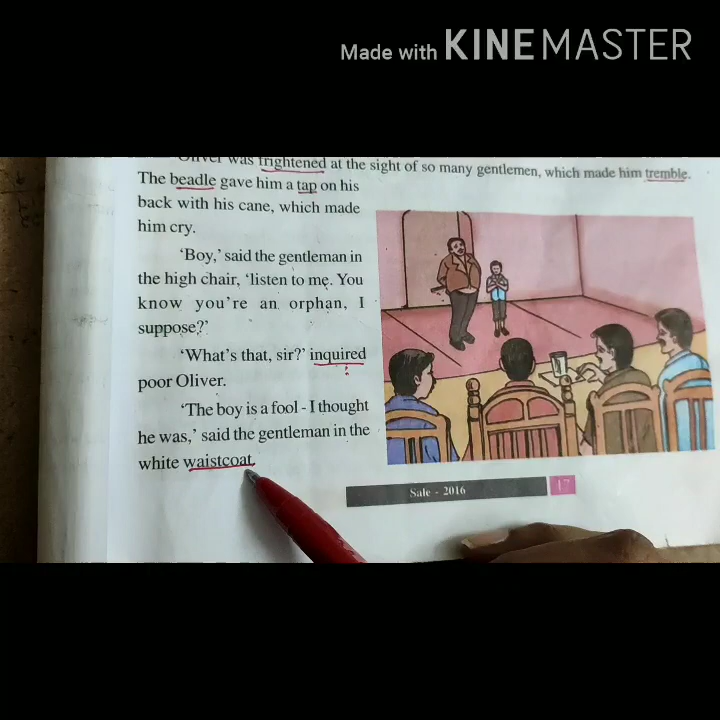 Made with KINEMASTER
Oliver was frightened at the sight of so many gentlemen, which made him tremble.
The beadle gave him a tap on his
back with his cane, which made
him cry.
‘Boy,’ said the gentleman in
the high chair, ‘listen to me. You
know you’re an orphan, I
suppose?’
‘What’s that, sir?’ inquired
poor Oliver.
‘The boy is a fool - I thought
he was,’ said the gentleman in the
white waistcoat.
Sale - 2016
17